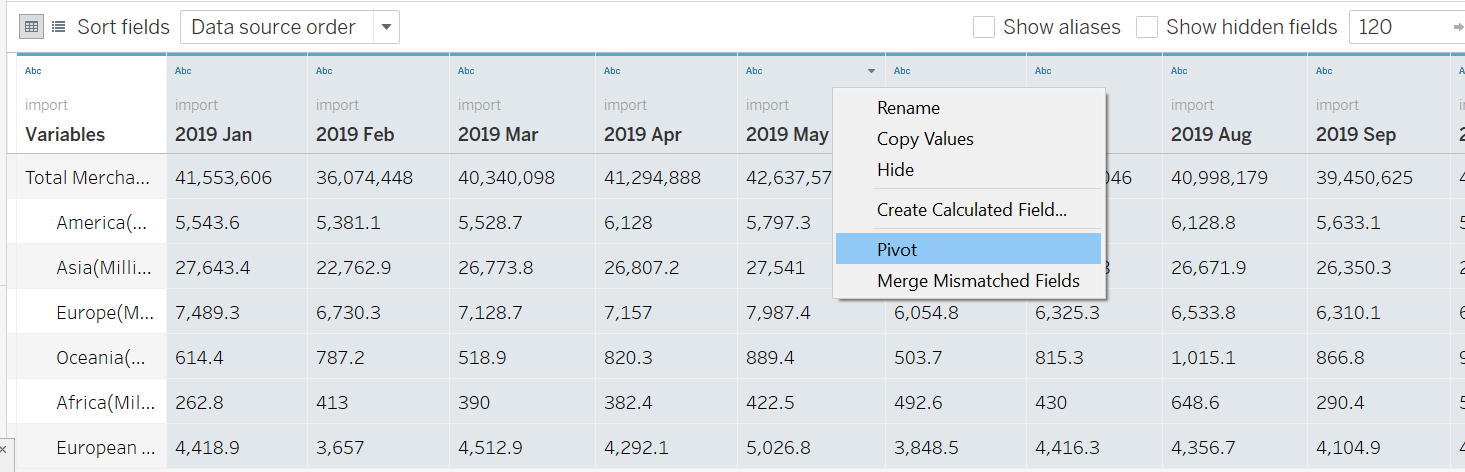 Sort fields Data source order Show aliases Show hidden fields 120
Abc Abc Abc Abc Abc Abc Abc Abc Abc Abc
import import import import import import import import
Variables 2019 Jan 2019 Feb 2019 Mar 2019 Apr 2019 May 2019 Aug 2019 Sep
Total Mercha... 41,553,606 36,074,448 40,340,098 41,294,888 42,637,57 046 40,998,179 39,450,625
America(... 5,543.6 5,381.1 5,528.7 6,128 5,797.3 6,128.8 5,633.1
Asia(Milli... 27,643.4 22,762.9 26,773.8 26,807.2 27,541 26,671.9 26,350.3
Europe(M... 7,489.3 6,730.3 7,128.7 7,157 7,987.4 6,054.8 6,325.3 6,533.8 6,310.1
Oceania(... 614.4 787.2 518.9 820.3 889.4 503.7 815.3 1,015.1 866.8
Africa(Mil... 262.8 413 390 382.4 422.5 492.6 430 648.6 290.4
European ... 4,418.9 3,657 4,512.9 4,292.1 5,026.8 3,848.5 4,416.3 4,356.7 4,104.9
Rename
Copy Values
Hide
Create Calculated Field...
Pivot
Merge Mismatched Fields